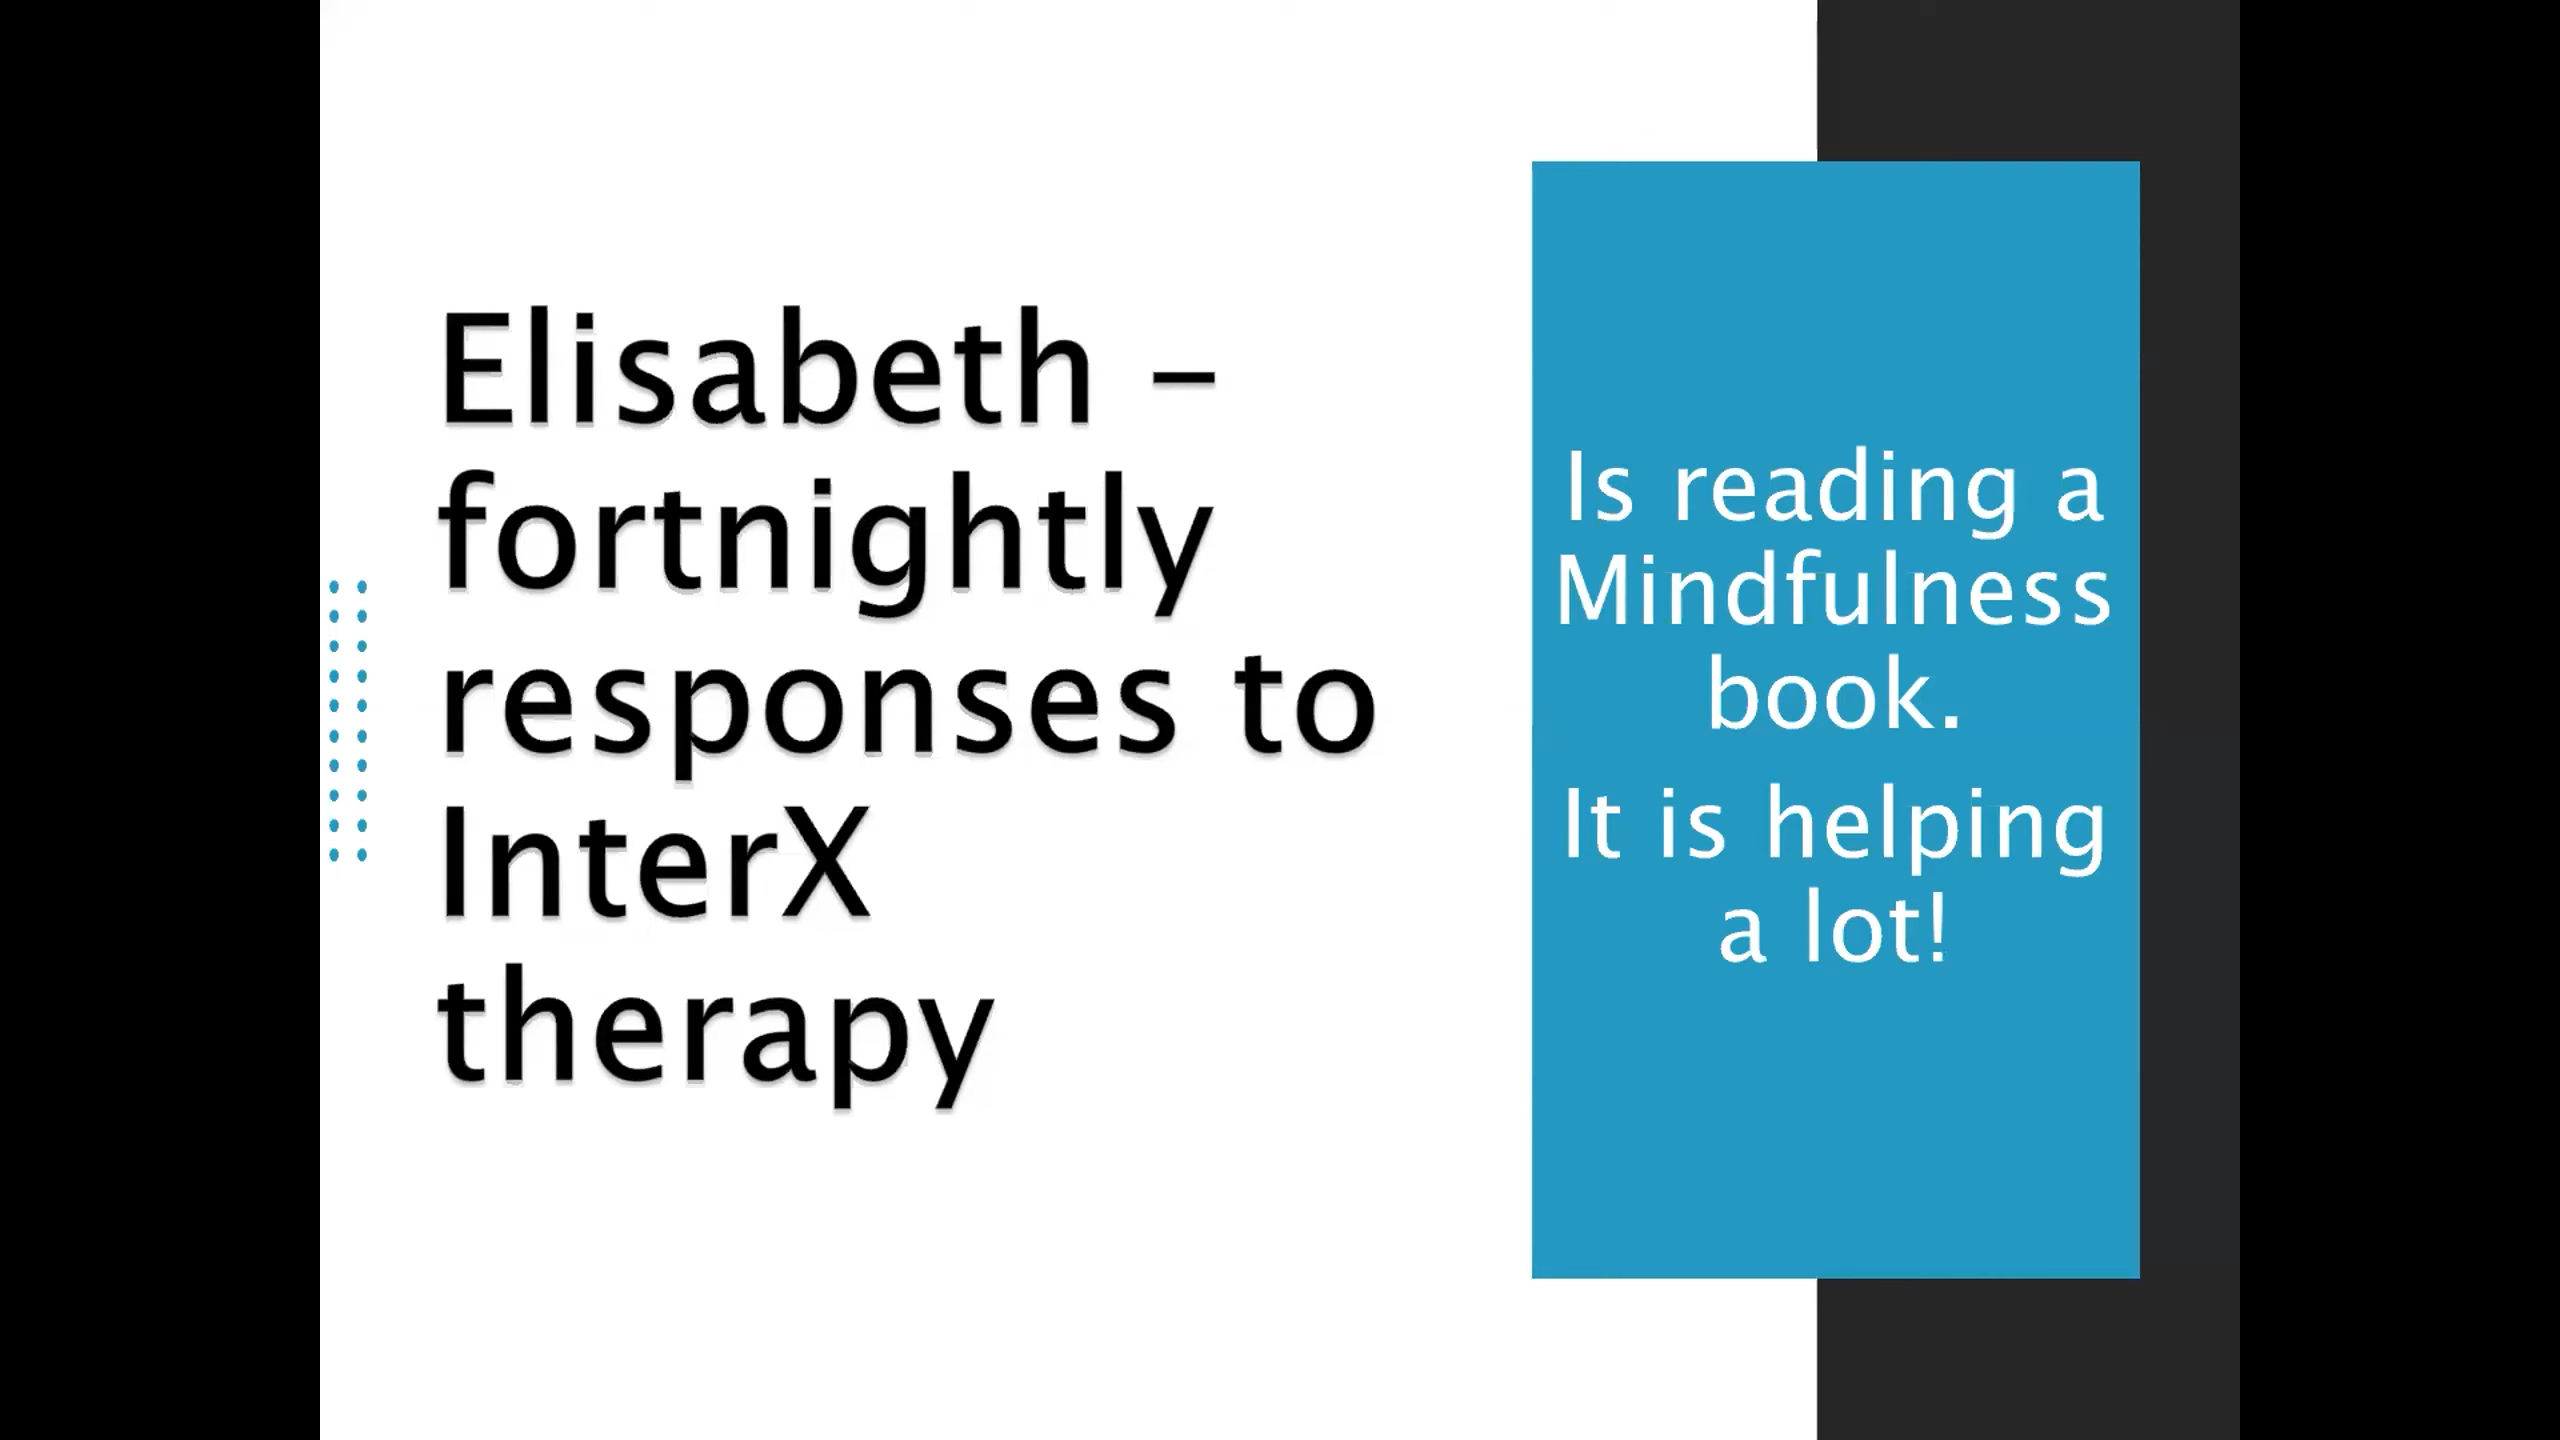 Elisabeth –
fortnightly
responses to
InterX
therapy
Is reading a
Mindfulness
book.
It is helping
a lot!